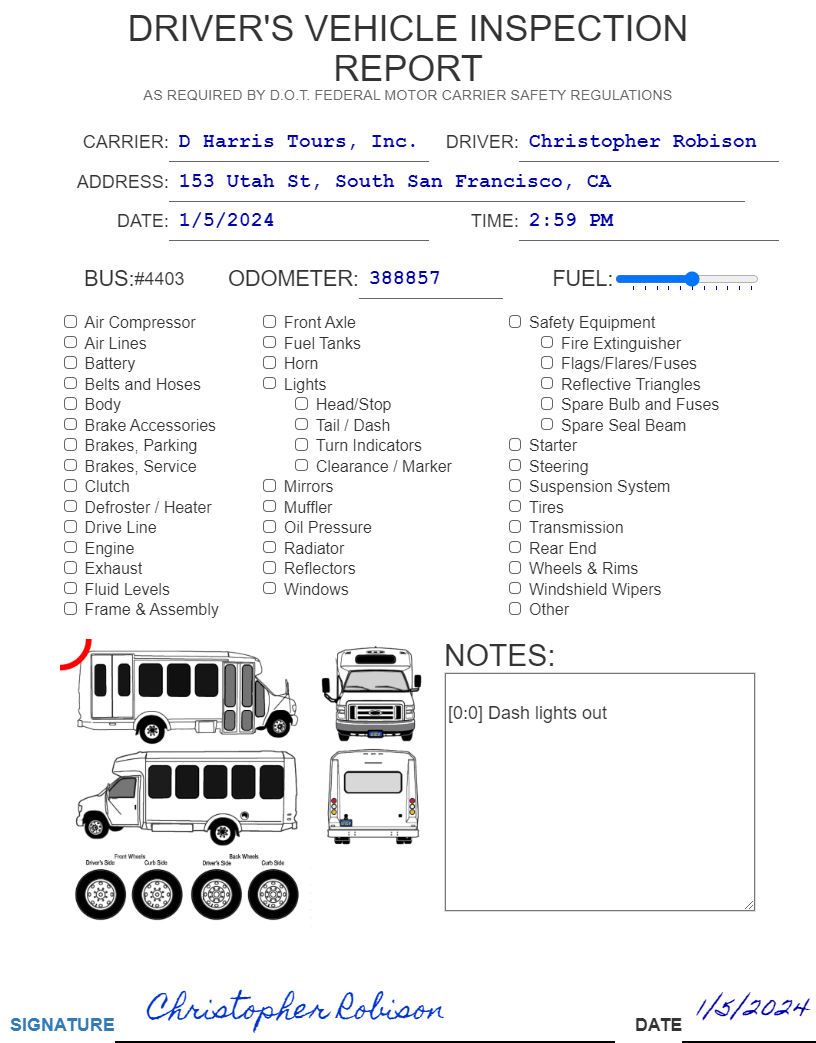 DRIVER'S VEHICLE INSPECTION
REPORT
AS REQUIRED BY D.O.T. FEDERAL MOTOR CARRIER SAFETY REGULATIONS
CARRIER: D Harris Tours, Inc. DRIVER: Christopher Robison
ADDRESS: 153 Utah St, South San Francisco, CA
DATE: 1/5/2024 TIME: 2:59 PM
BUS:#4403 ODOMETER: 388857 FUEL:
Air Compressor
Air Lines
Battery
Belts and Hoses
Body
Brake Accessories
Brakes, Parking
Brakes, Service
Clutch
Defroster / Heater
Drive Line
Engine
Exhaust
Fluid Levels
Frame & Assembly
Front Axle
Fuel Tanks
Horn
Lights
Head/Stop
Tail / Dash
Turn Indicators
Clearance / Marker
Mirrors
Muffler
Oil Pressure
Radiator
Reflectors
Windows
Safety Equipment
Fire Extinguisher
Flags/Flares/Fuses
Reflective Triangles
Spare Bulb and Fuses
Spare Seal Beam
Starter
Steering
Suspension System
Tires
Transmission
Rear End
Wheels & Rims
Windshield Wipers
Other
Front Wheels Back Wheels
Driver's Side Curb Side Driver's Side Curb Side
NOTES:
[0:0] Dash lights out
SIGNATURE Christopher Robison DATE 1/5/2024